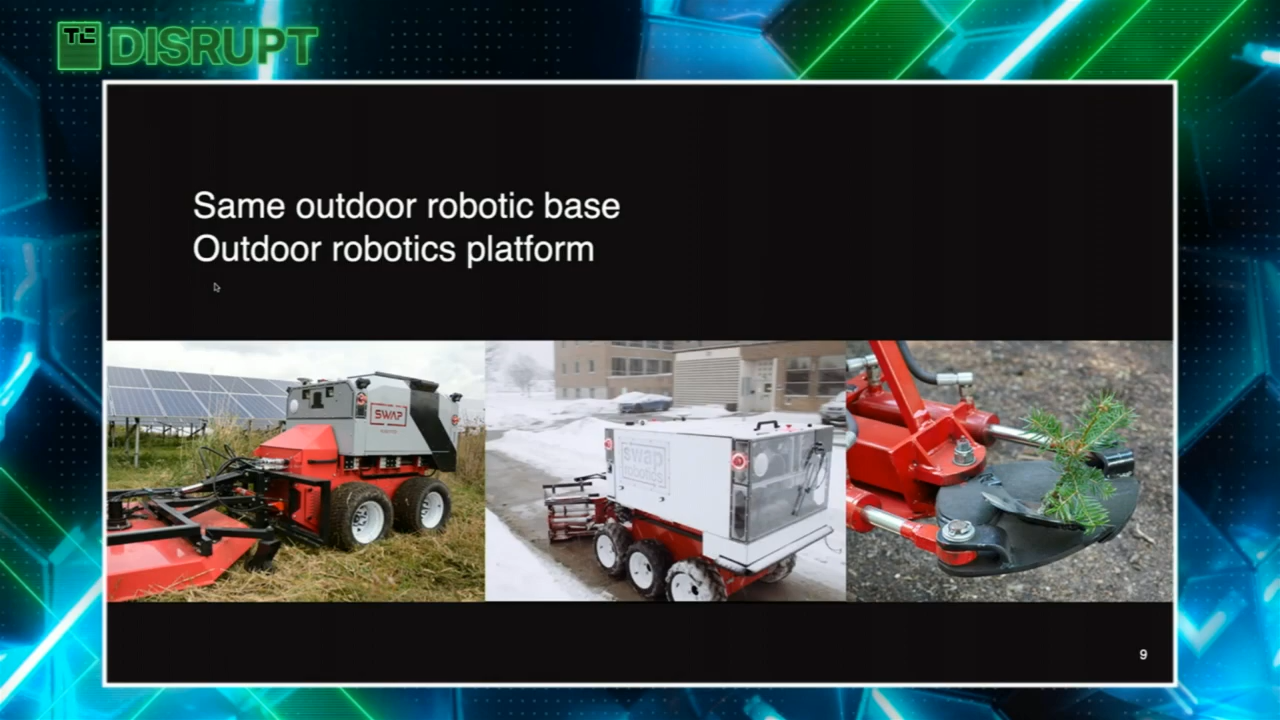 TC DISRUPT
Same outdoor robotic base
Outdoor robotics platform
SWAP
swap
robotics
9